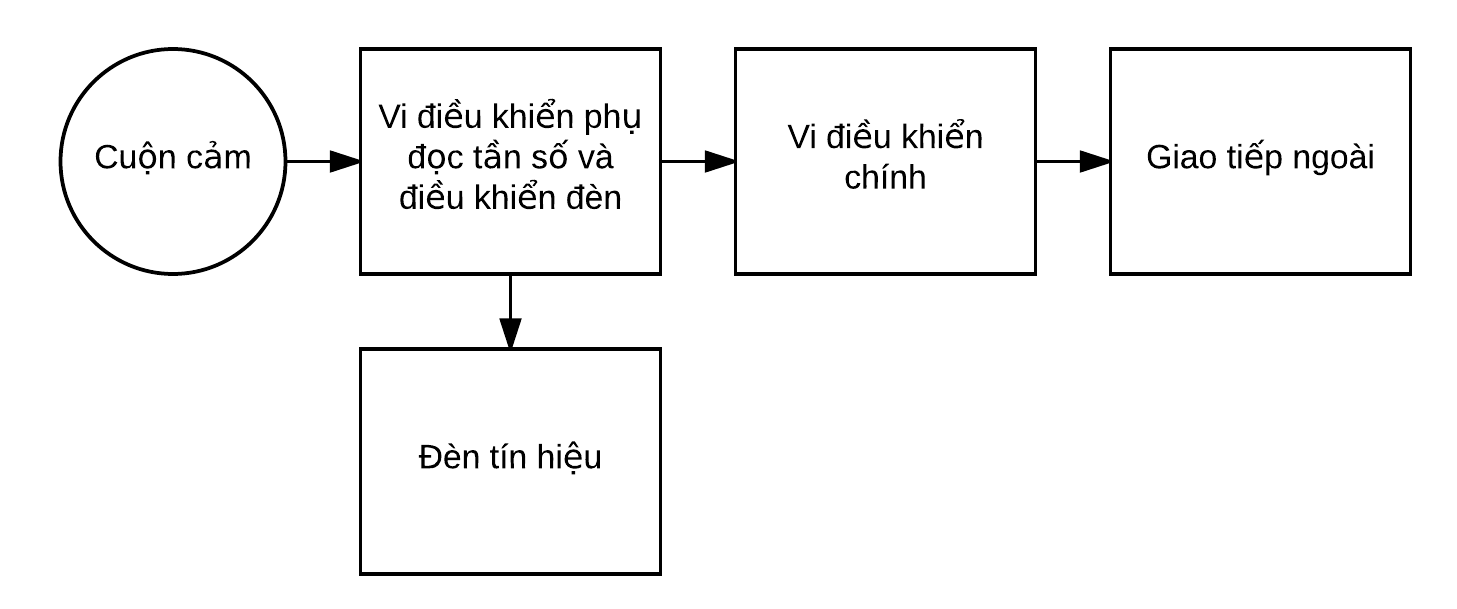 Cuộn cảm
Vi điều khiển phụ
đọc tần số và
điều khiển đèn
Vi điều khiển
chính
Giao tiếp ngoài
Đèn tín hiệu